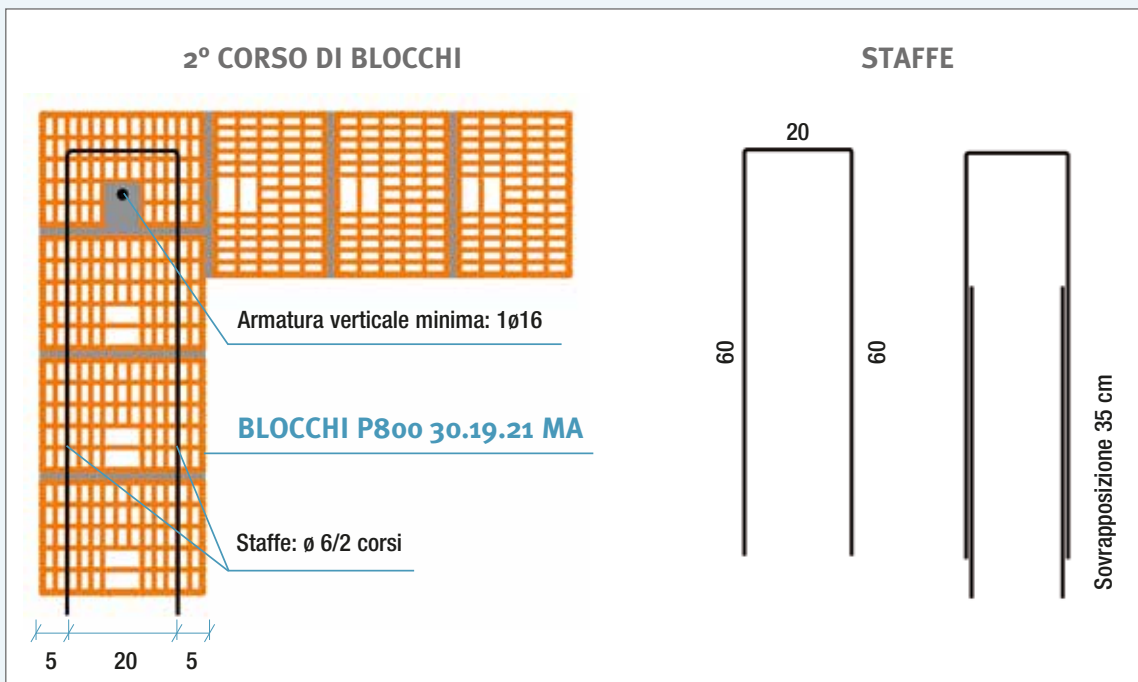 2º CORSO DI BLOCCHI
STAFFE
20
Armatura verticale minima: 1ø16
60
60
BLOCCHI P800 30.19.21 MA
Sovrapposizione 35 cm
Staffe: ø 6/2 corsi
5
20
5